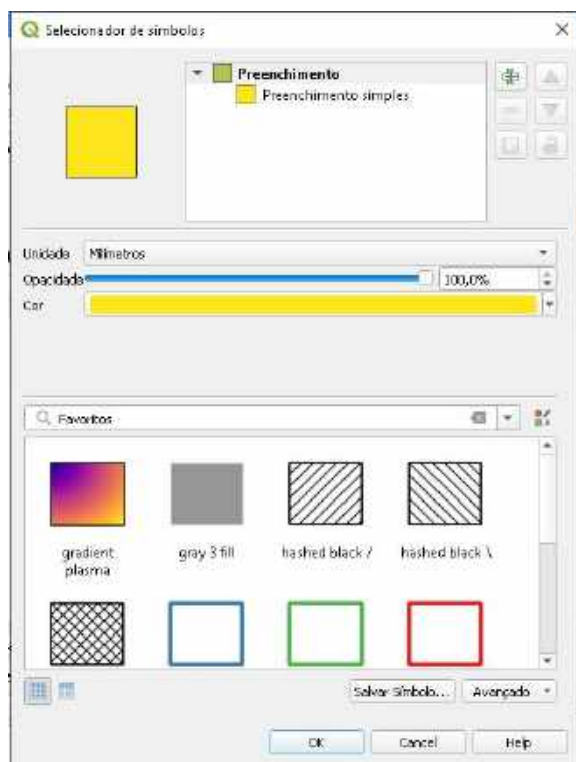 Selecionador de símbolos
Preenchimento
Preenchimento simples
Unidade Milímetros
Opacidade 100,0%
Cor
Favoritos
gradient plasma
gray 3 fill
hashed black /
hashed black \
Salvar Símbolo...
Avançado
OK
Cancel
Help